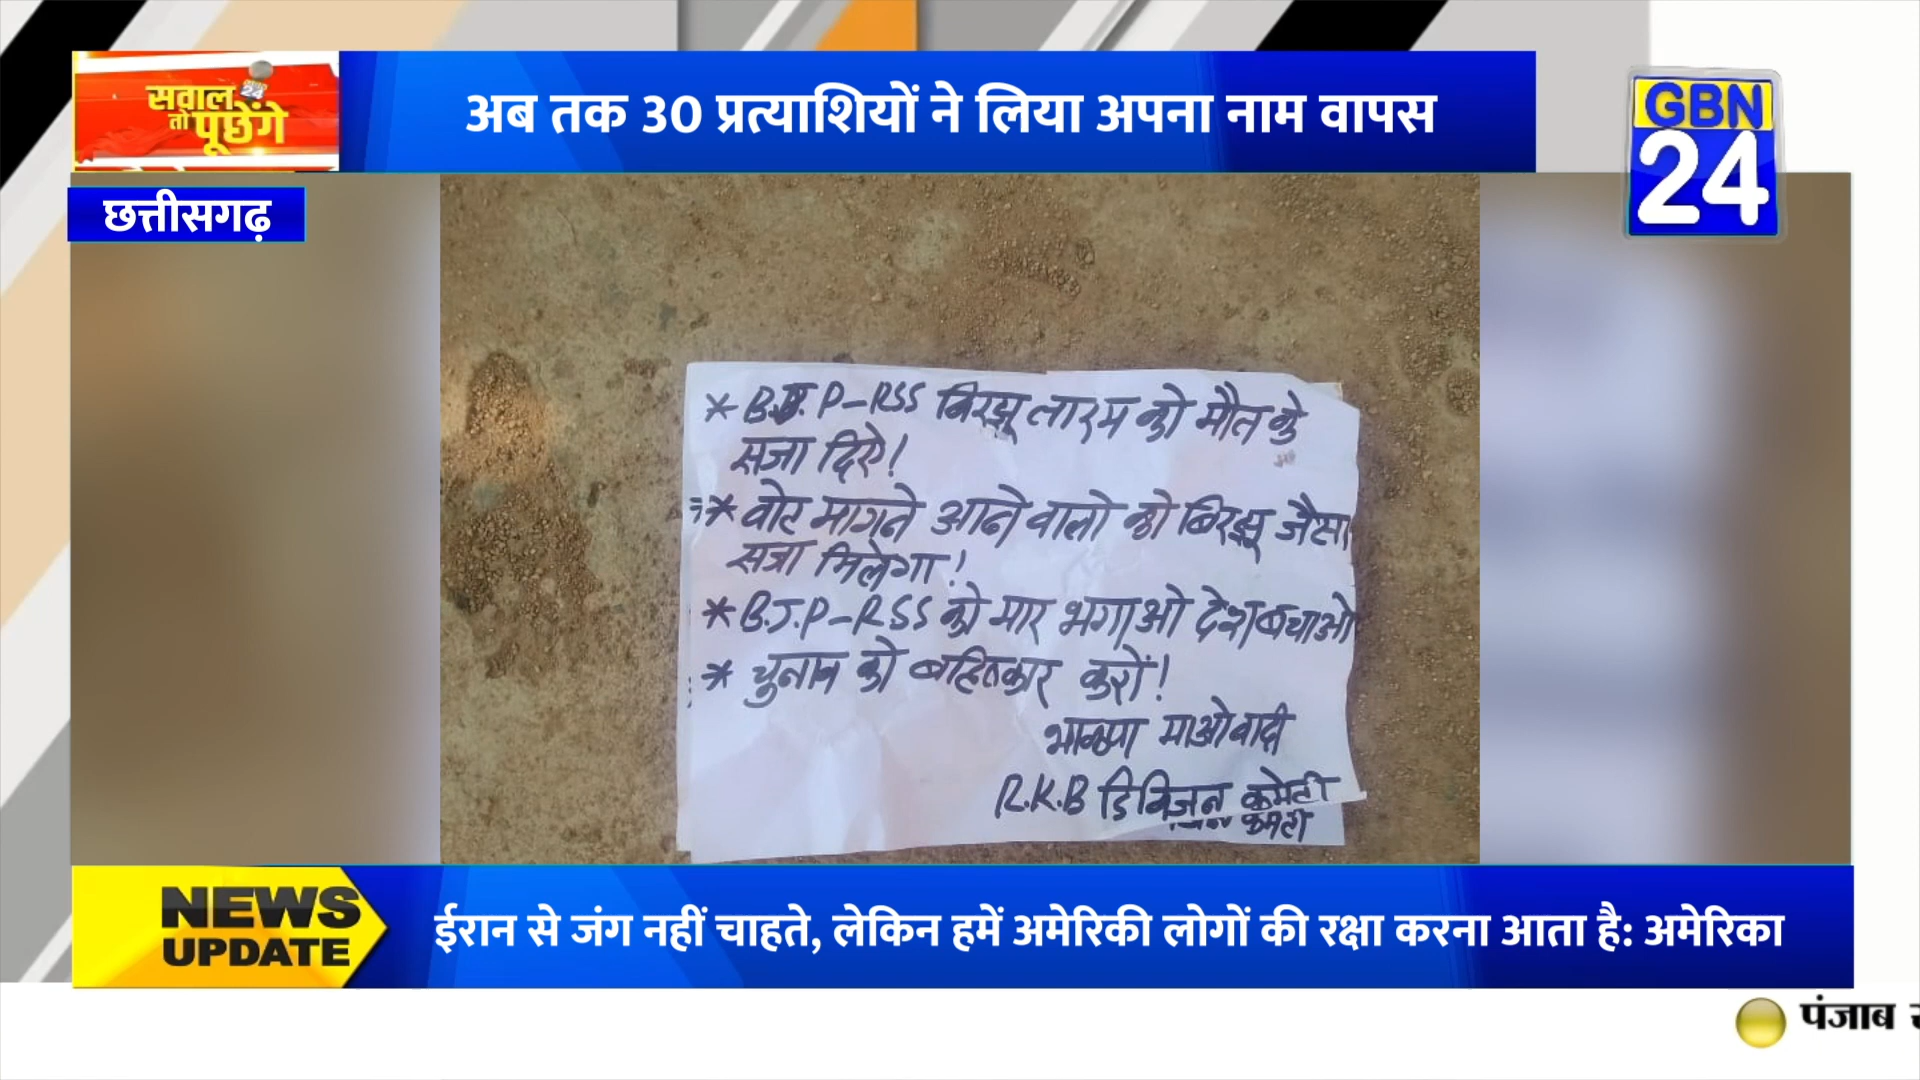 सवाल तो पूछेंगे
24
अब तक 30 प्रत्याशियों ने लिया अपना नाम वापस
GBN
24
छत्तीसगढ़
* B.J.P-RSS बिरझू तारम को मौत के
सजा दिऐ!
* वोट मागने आने वालो को बिरझू जैसा
सजा मिलेगा!
* B.J.P-RSS को मार भगाओ देश बचाओ
* चुनाव को बहिष्कार करों!
भाकपा माओवादी
R.K.B डिविजन कमेटी
कमेटी
NEWS
UPDATE
ईरान से जंग नहीं चाहते, लेकिन हमें अमेरिकी लोगों की रक्षा करना आता है: अमेरिका
पंजाब